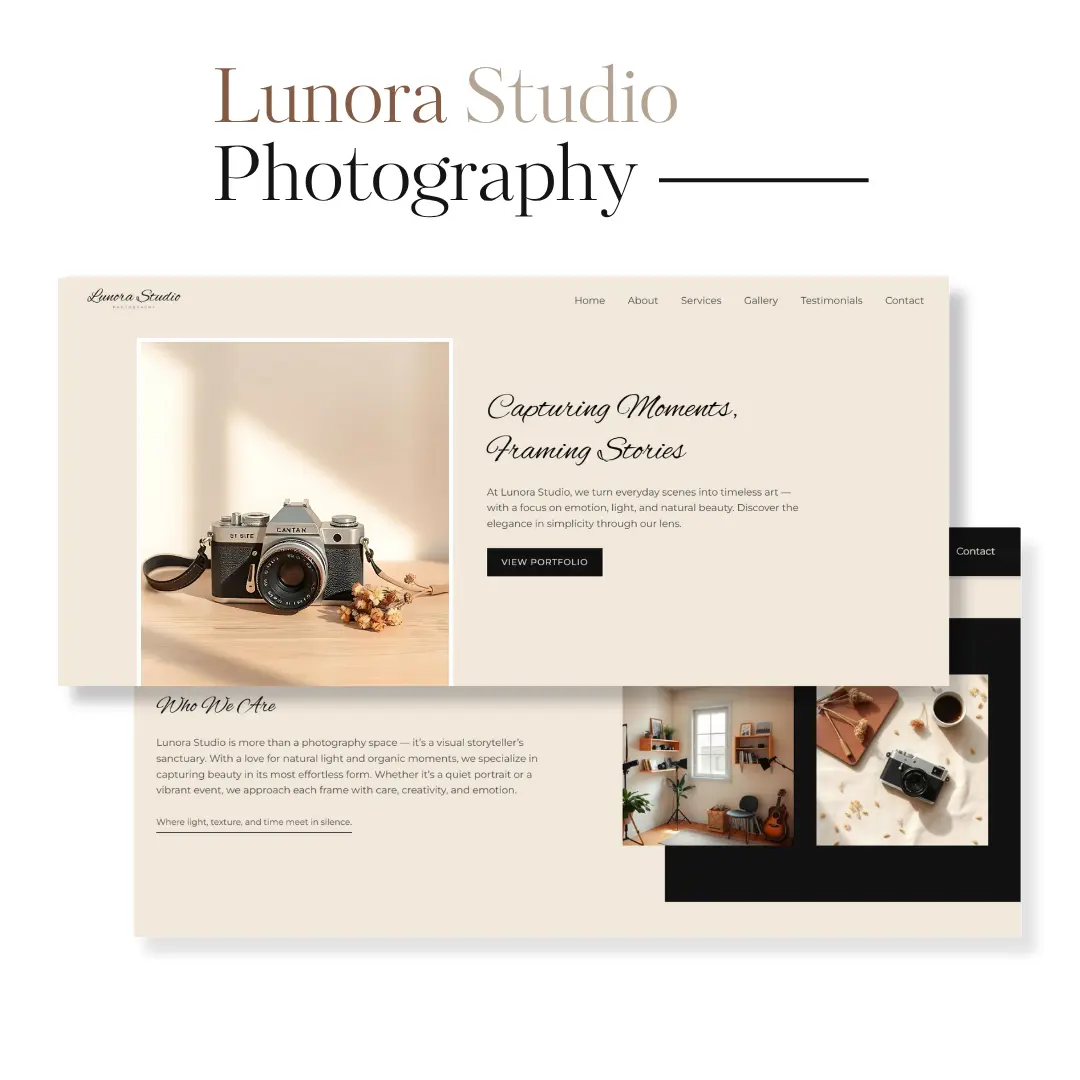 Lunora Studio
Photography
Lunora Studio
PHOTOGRAPHY
Home About Services Gallery Testimonials Contact
Capturing Moments,
Framing Stories
At Lunora Studio, we turn everyday scenes into timeless art —
with a focus on emotion, light, and natural beauty. Discover the
elegance in simplicity through our lens.
VIEW PORTFOLIO
CANTAX
Contact
Who We Are
Lunora Studio is more than a photography space — it's a visual storyteller's
sanctuary. With a love for natural light and organic moments, we specialize in
capturing beauty in its most effortless form. Whether it's a quiet portrait or a
vibrant event, we approach each frame with care, creativity, and emotion.
Where light, texture, and time meet in silence.